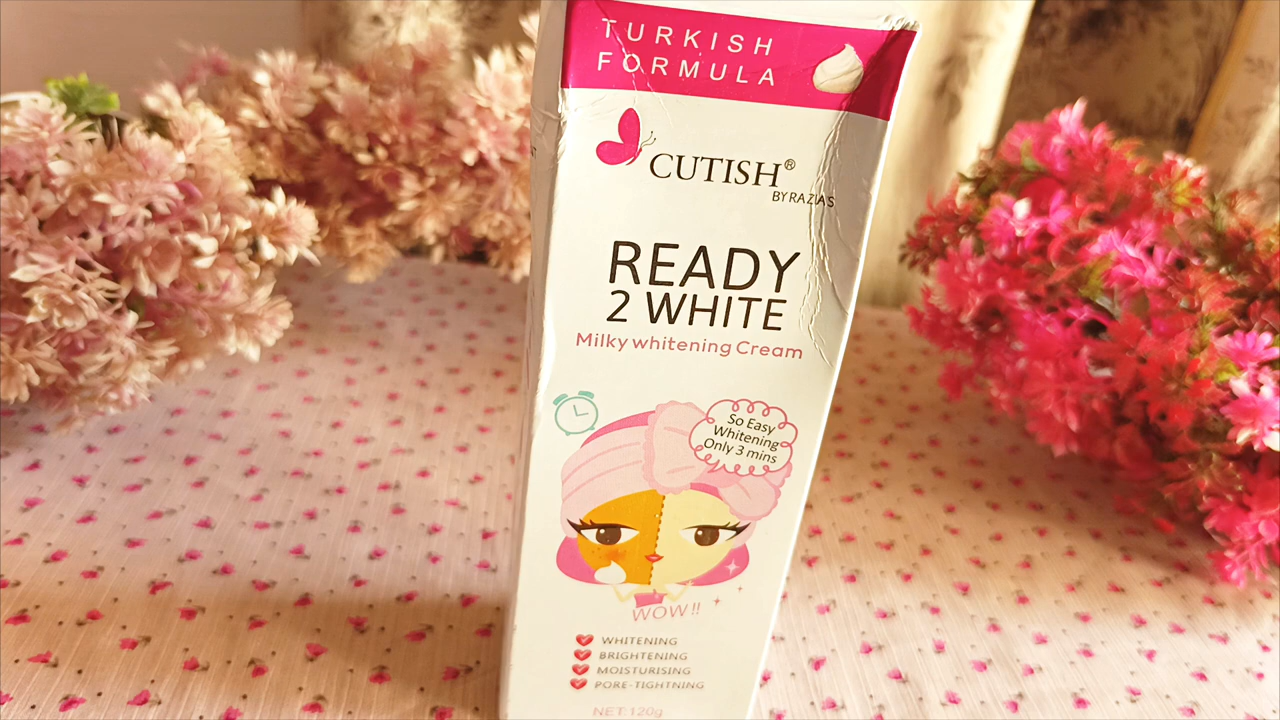 TURKISH
FORMULA
CUTISH®
BY RAZIA'S
READY
2 WHITE
Milky whitening Cream
So Easy
Whitening
Only 3 mins
WOW!!
WHITENING
BRIGHTENING
MOISTURISING
PORE-TIGHTNING
NET:120g